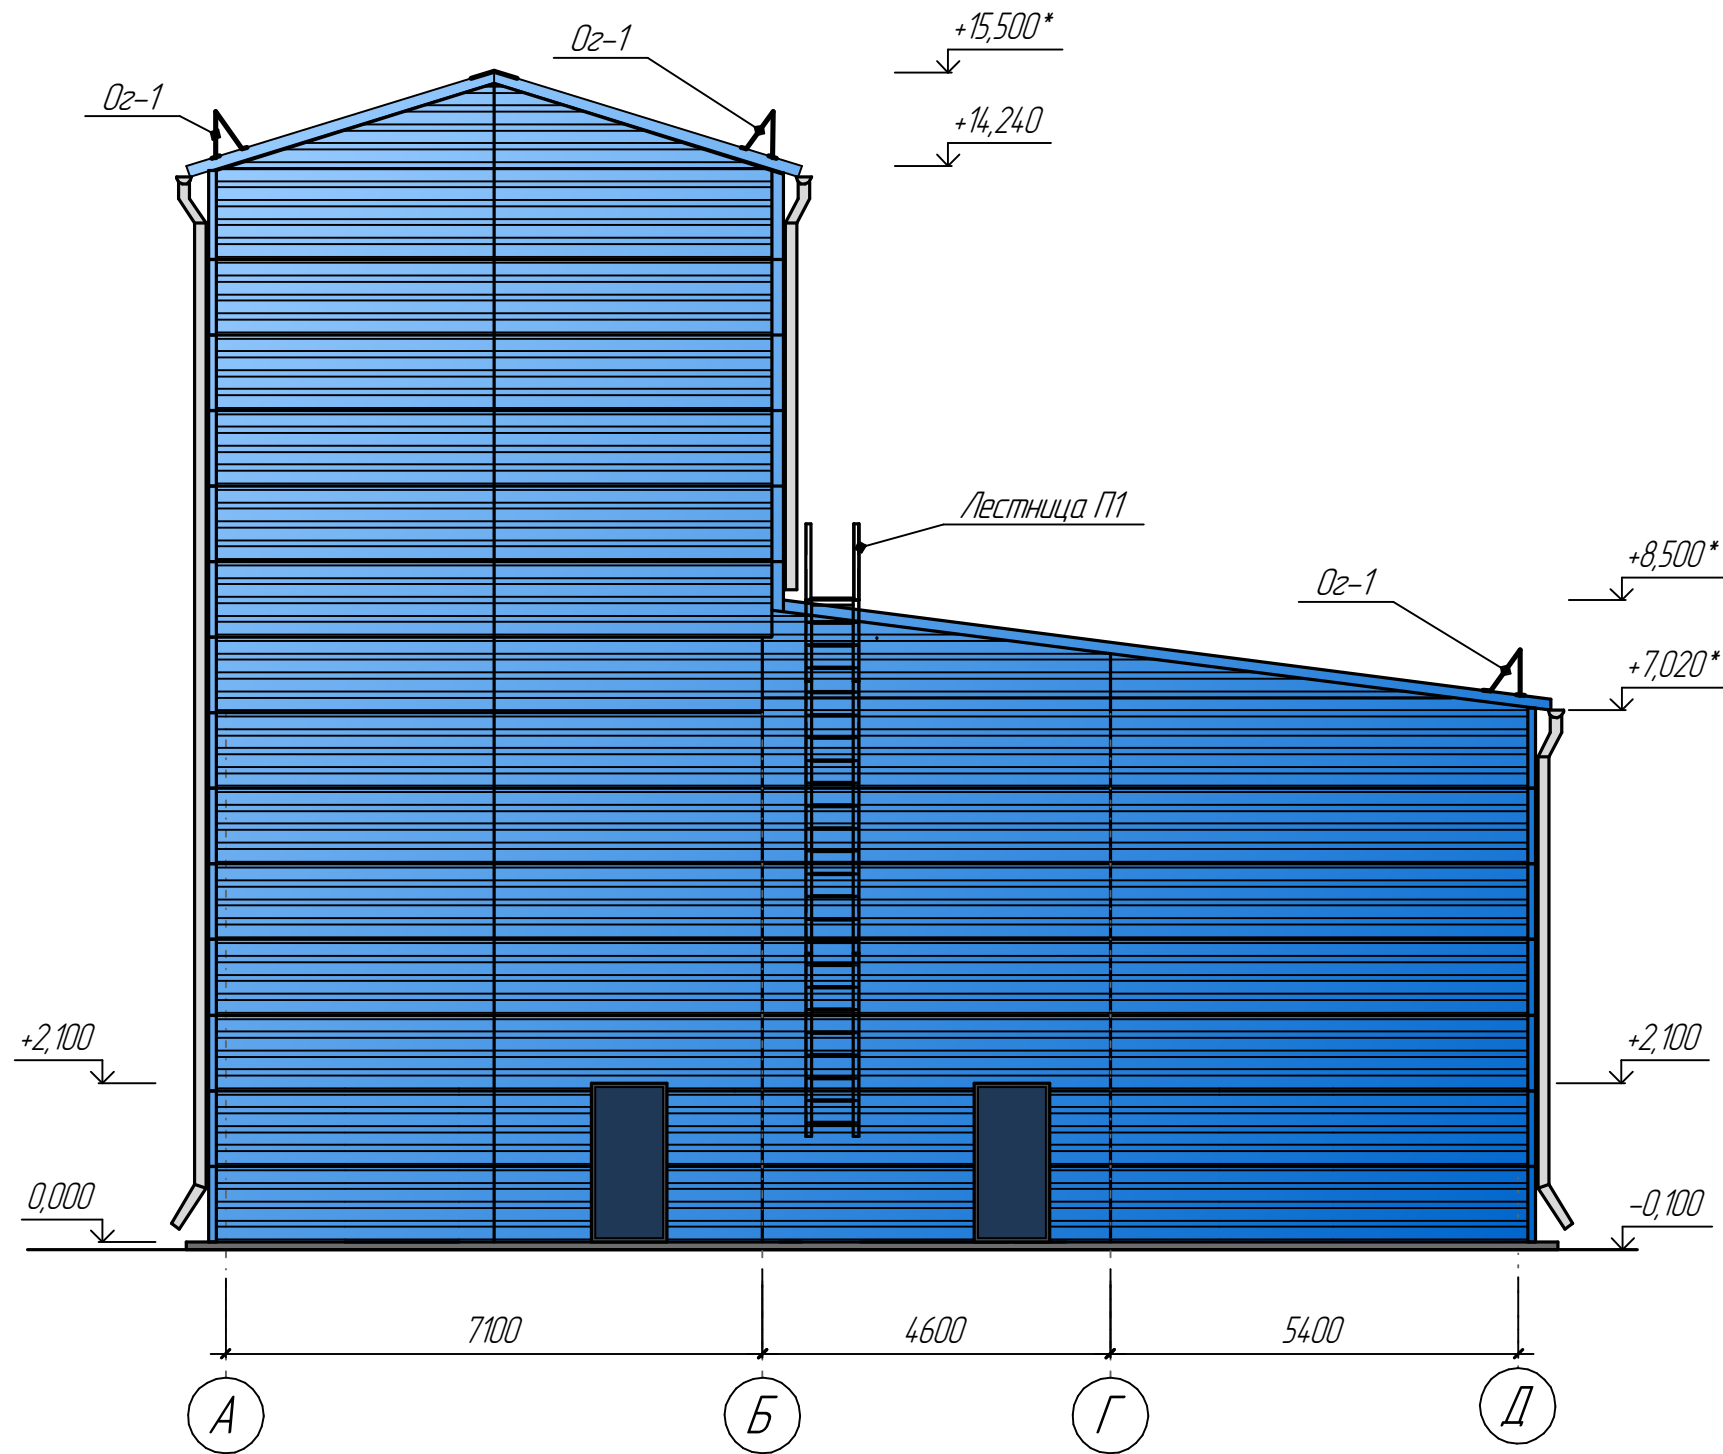 +15,500*
Ог-1
Ог-1
+14,240
Лестница П1
+8,500*
Ог-1
+7,020*
+2,100
+2,100
0,000
-0,100
7100
4600
5400
А
Б
Г
Д